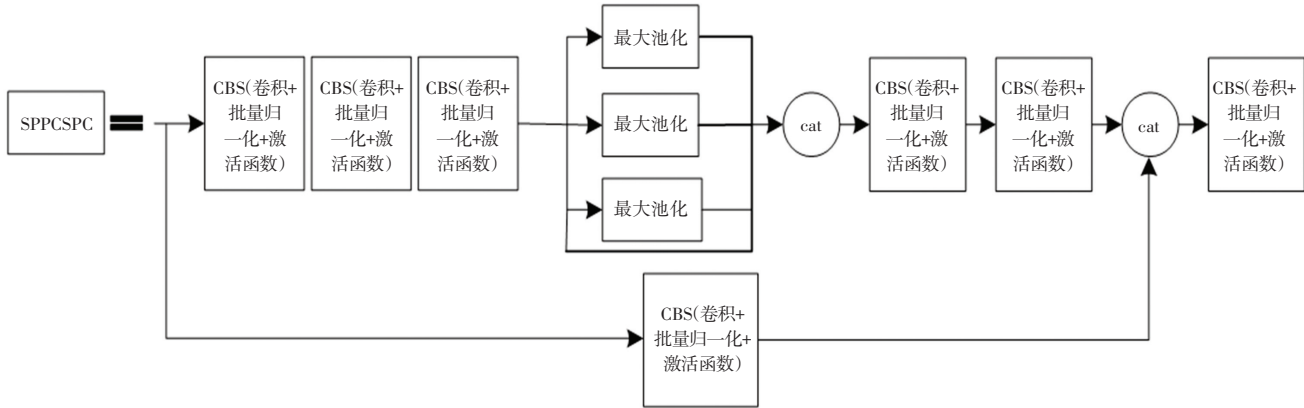 SPPCSPC
CBS(卷积+
批量归
一化+激
活函数)
CBS(卷积+
批量归
一化+激
活函数)
CBS(卷积+
批量归
一化+激
活函数)
最大池化
最大池化
最大池化
cat
CBS(卷积+
批量归
一化+激
活函数)
CBS(卷积+
批量归
一化+激
活函数)
cat
CBS(卷积+
批量归
一化+激
活函数)
CBS(卷积+
批量归一化+
激活函数)